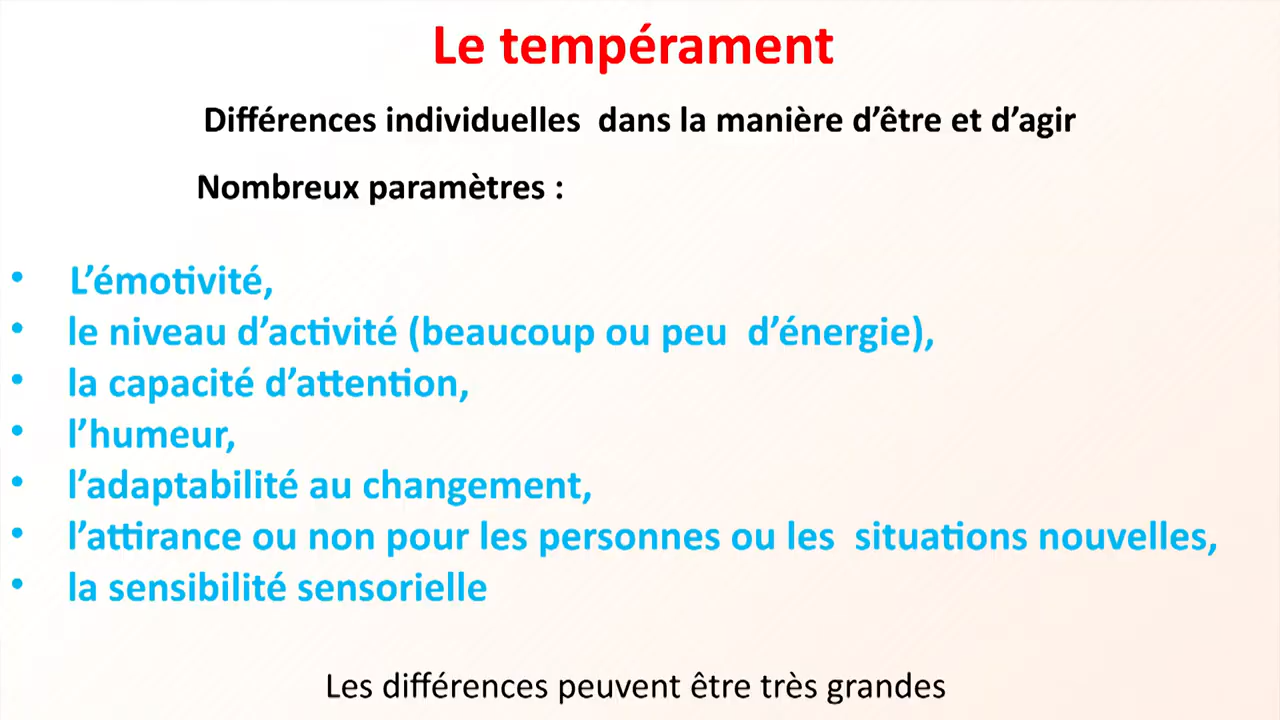 Le tempérament
Différences individuelles dans la manière d’être et d’agir
Nombreux paramètres :
• L’émotivité,
• le niveau d’activité (beaucoup ou peu d’énergie),
• la capacité d’attention,
• l’humeur,
• l’adaptabilité au changement,
• l’attirance ou non pour les personnes ou les situations nouvelles,
• la sensibilité sensorielle
Les différences peuvent être très grandes